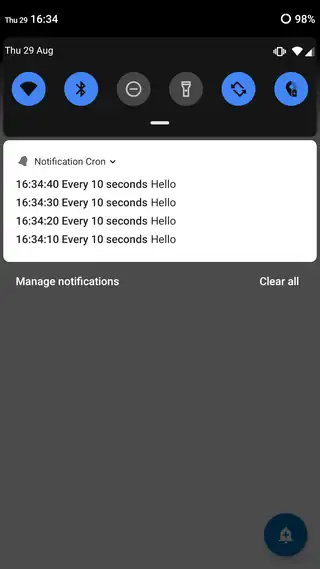 Thu 29 16:34
98%
Thu 29 Aug
Notification Cron
16:34:40 Every 10 seconds Hello
16:34:30 Every 10 seconds Hello
16:34:20 Every 10 seconds Hello
16:34:10 Every 10 seconds Hello
Manage notifications
Clear all